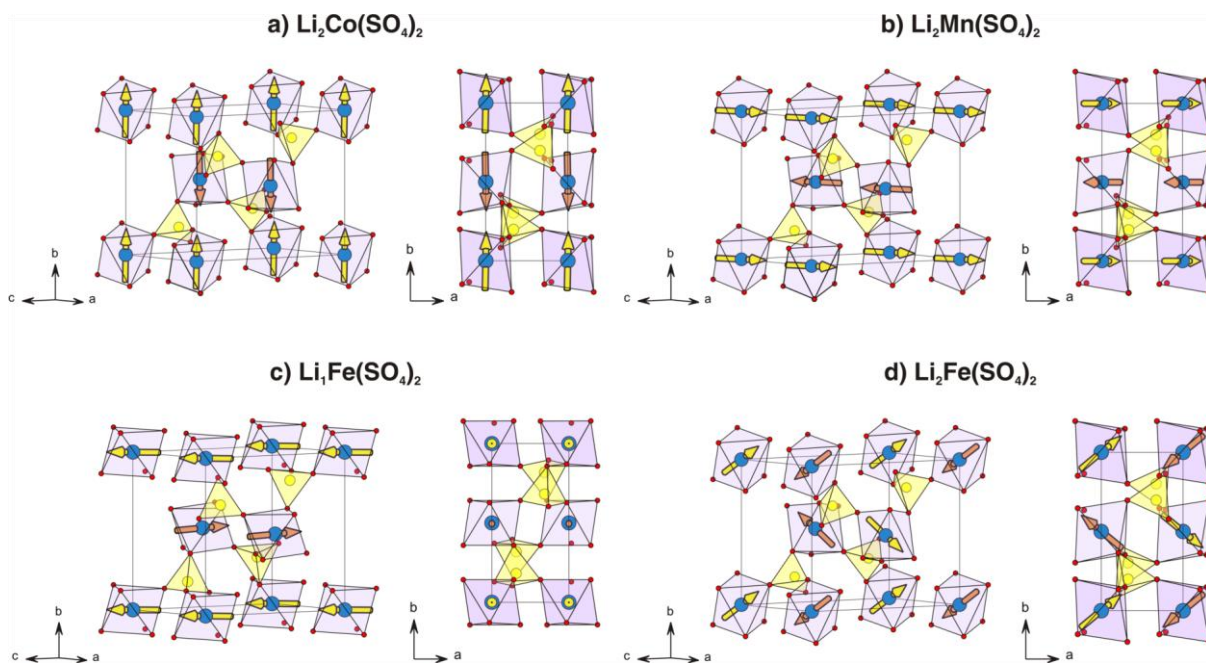 a) Li₂Co(SO₄)₂
b) Li₂Mn(SO₄)₂
b
c
a
b
a
b
c
a
b
a
c) Li₁Fe(SO₄)₂
d) Li₂Fe(SO₄)₂
b
c
a
b
a
b
c
a
b
a